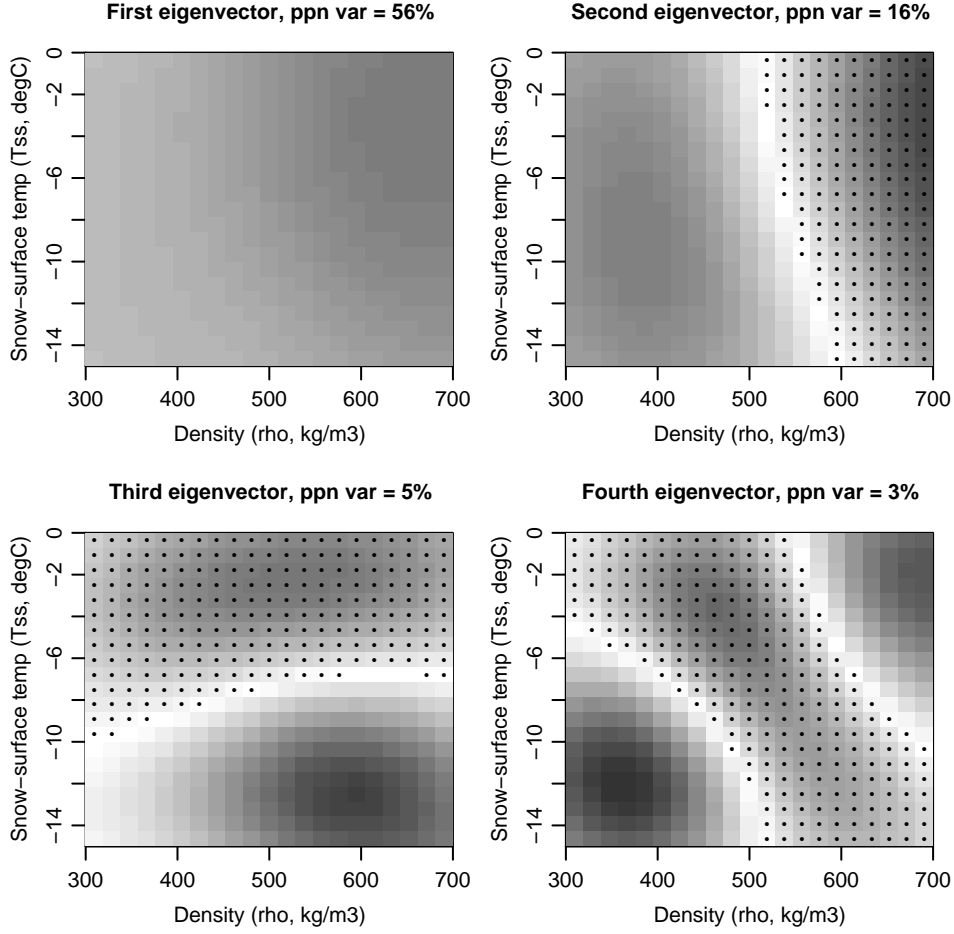 First eigenvector, ppn var = 56%
Snow−surface temp (Tss, degC)
0
−2
−6
−10
−14
300 400 500 600 700
Density (rho, kg/m3)
Second eigenvector, ppn var = 16%
Snow−surface temp (Tss, degC)
0
−2
−6
−10
−14
300 400 500 600 700
Density (rho, kg/m3)
Third eigenvector, ppn var = 5%
Snow−surface temp (Tss, degC)
0
−2
−6
−10
−14
300 400 500 600 700
Density (rho, kg/m3)
Fourth eigenvector, ppn var = 3%
Snow−surface temp (Tss, degC)
0
−2
−6
−10
−14
300 400 500 600 700
Density (rho, kg/m3)